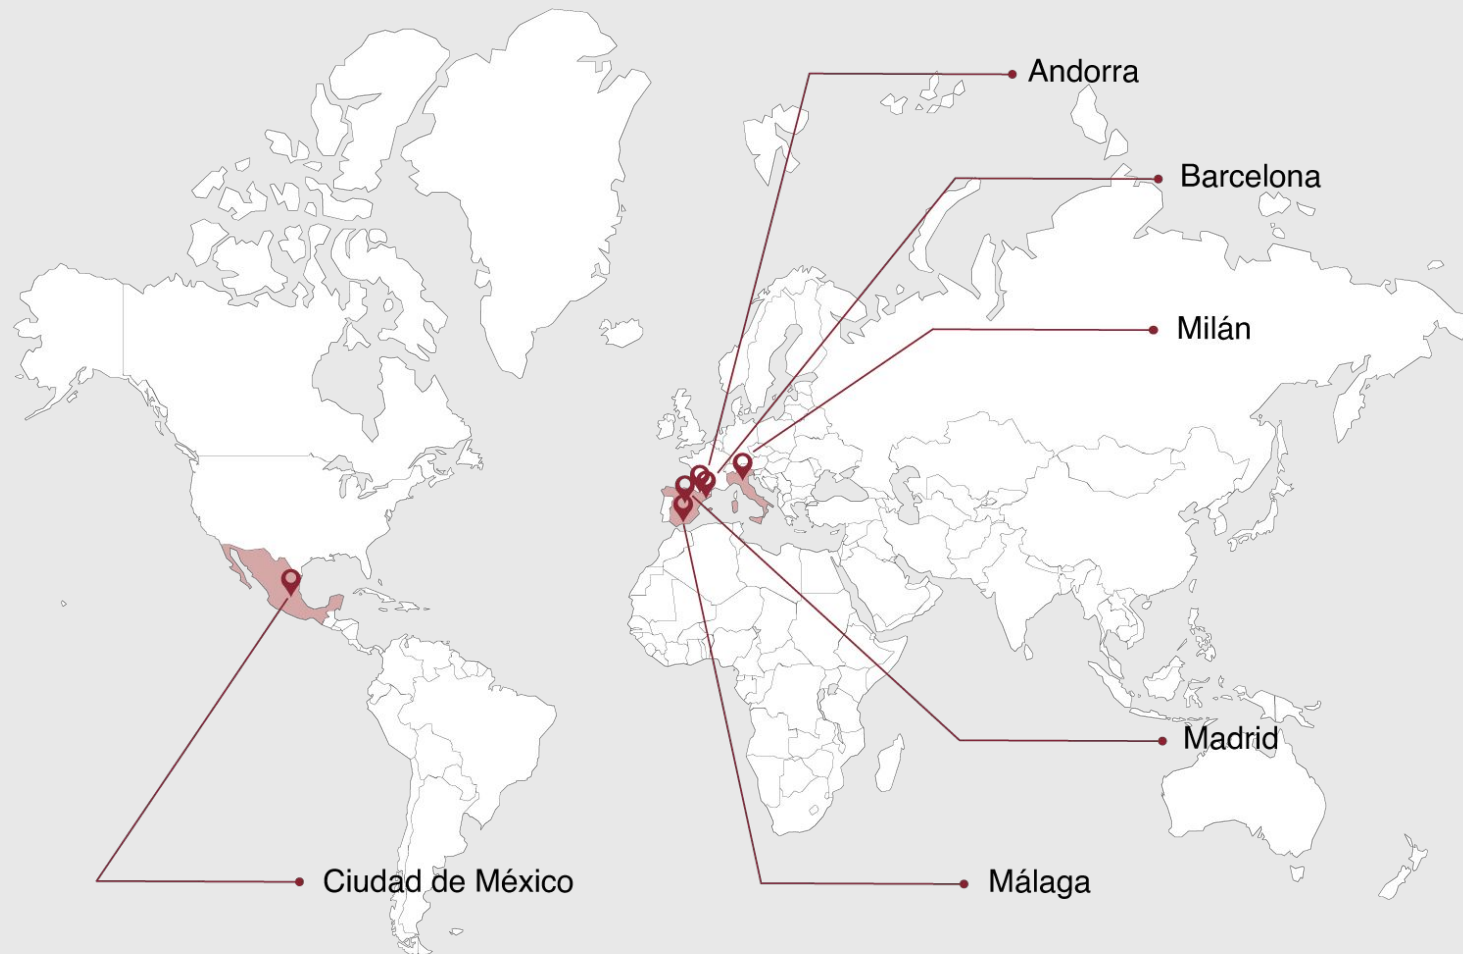 Andorra
Barcelona
Milán
Madrid
Ciudad de México
Málaga